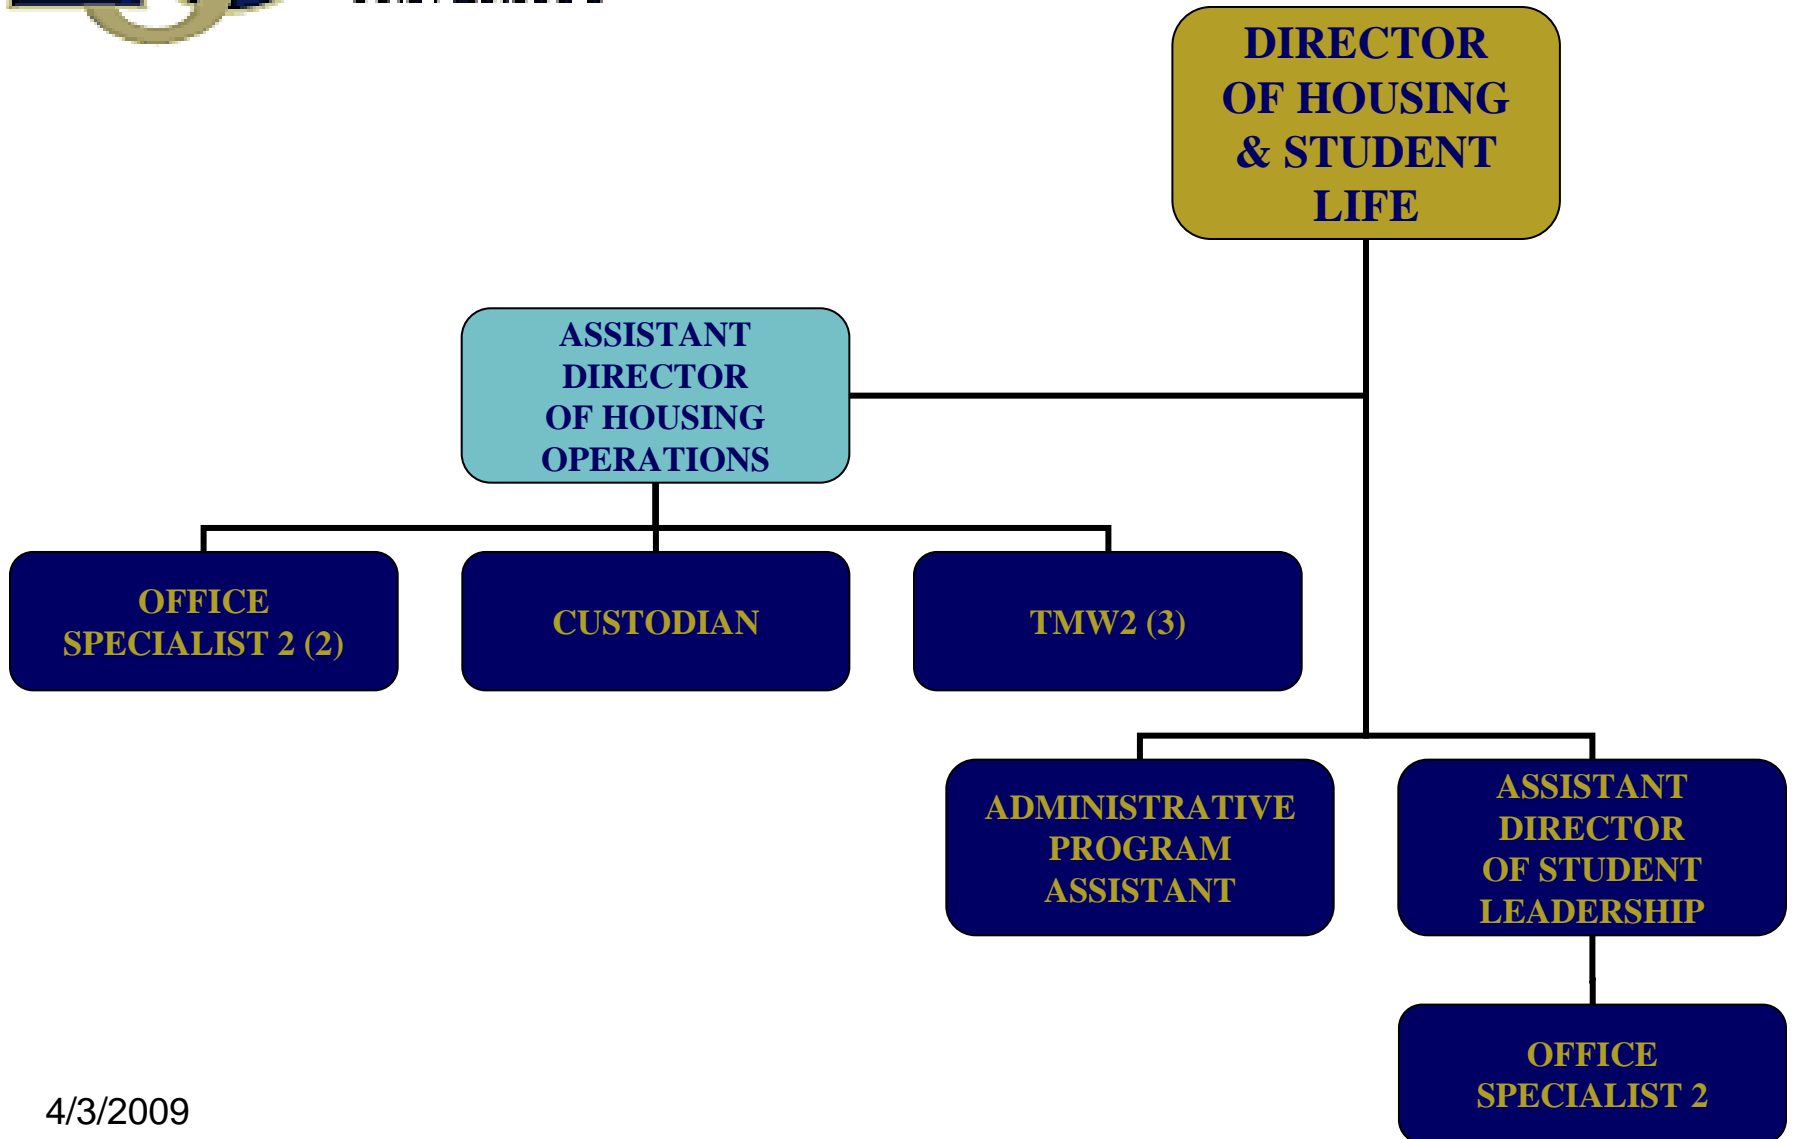 DIRECTOR
OF HOUSING
& STUDENT
LIFE
ASSISTANT
DIRECTOR
OF HOUSING
OPERATIONS
OFFICE
SPECIALIST 2 (2)
CUSTODIAN
TMW2 (3)
ADMINISTRATIVE
PROGRAM
ASSISTANT
ASSISTANT
DIRECTOR
OF STUDENT
LEADERSHIP
OFFICE
SPECIALIST 2
4/3/2009